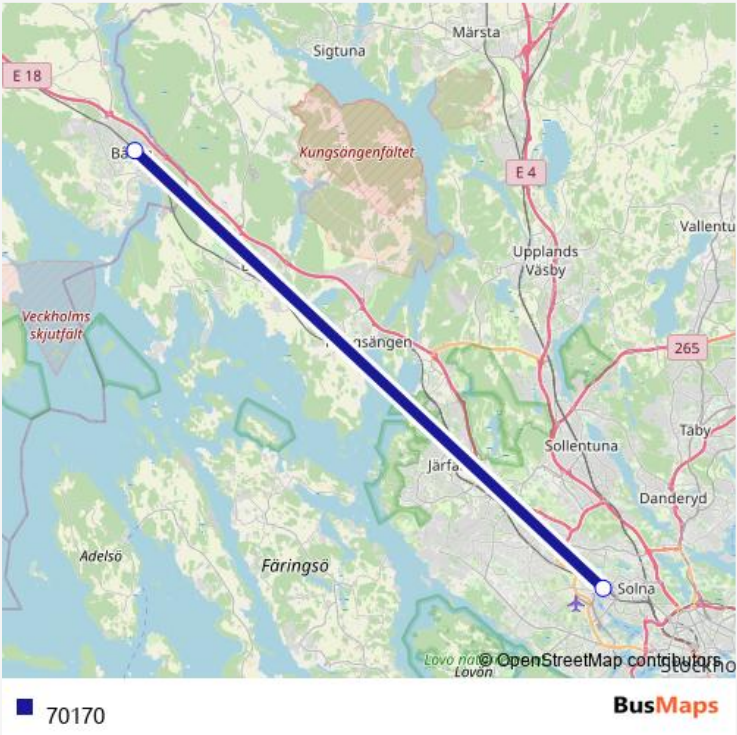 Märsta
Sigtuna
E 18
Kungsängenfältet
E 4
Vallentu
Upplands
Väsby
Veckholms
skjutfält
265
Täby
Sollentuna
Danderyd
Adelsö
Färingsö
Solna
© OpenStreetMap contributors
Lovön
70170
BusMaps